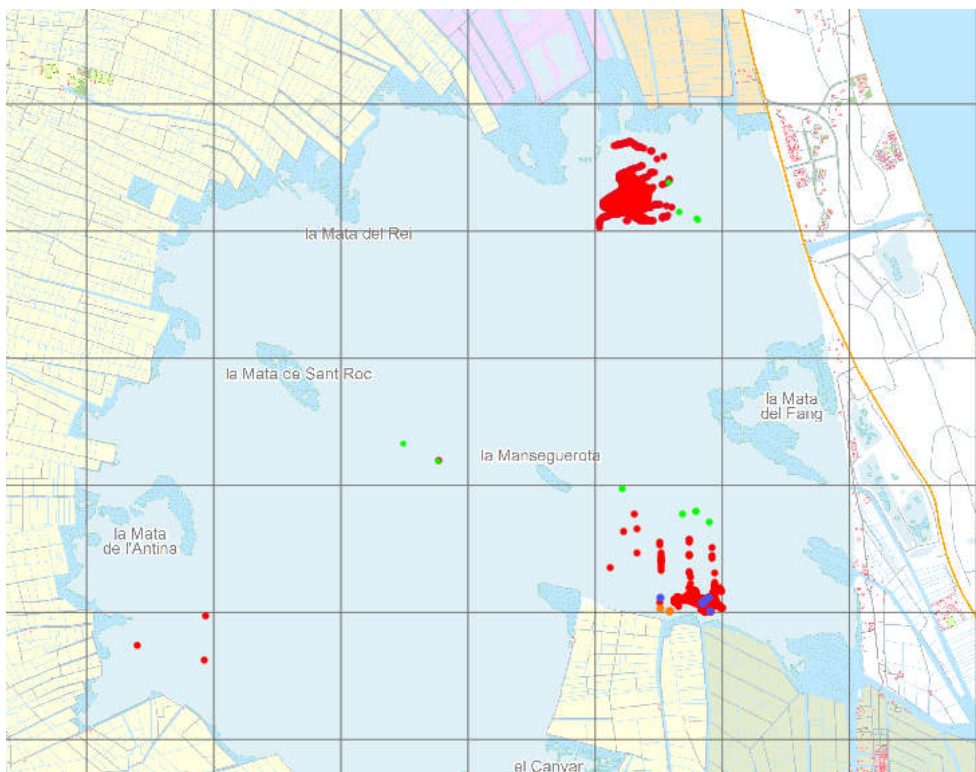 la Mata del Rei
la Mata de Sant Roc
la Mata
del Fang
la Manseguerota
la Mata
de l'Antina
el Canyar